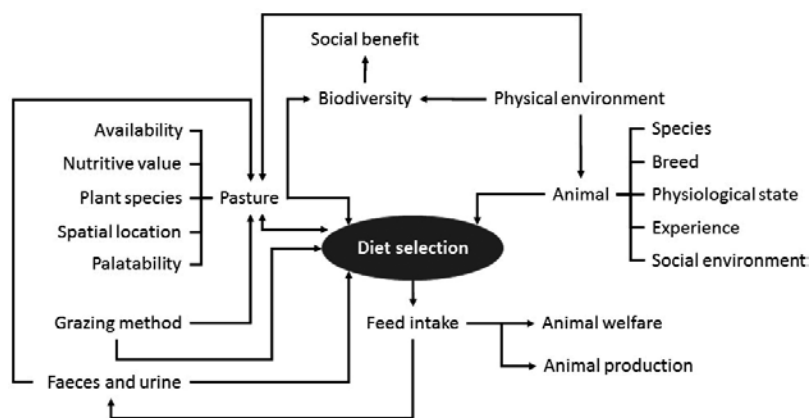 Social benefit
Biodiversity
Physical environment
Availability
Nutritive value
Plant species
Spatial location
Palatability
Pasture
Animal
Species
Breed
Physiological state
Experience
Social environment
Diet selection
Grazing method
Feed intake
Animal welfare
Animal production
Faeces and urine